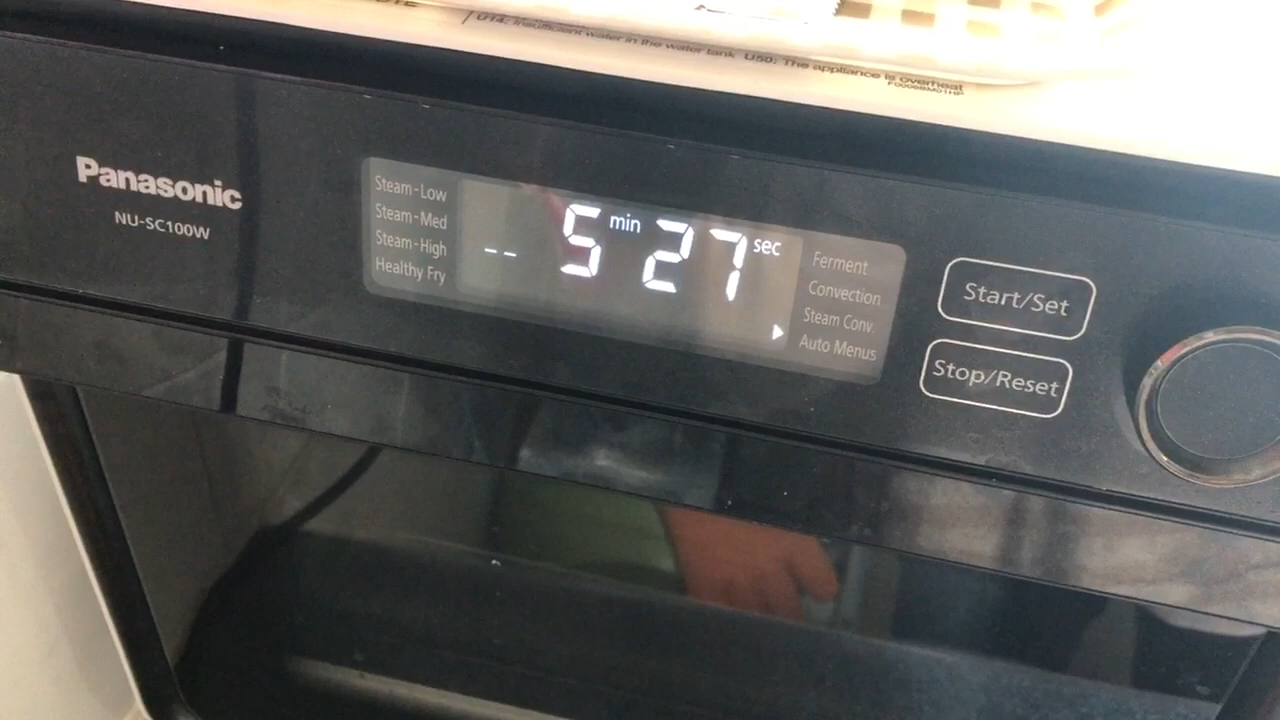 U14: Insufficient water in the water tank U50: The appliance is overheat
F0006BM01HP
Panasonic
NU-SC100W
Steam-Low
Steam-Med
Steam-High
Healthy Fry
-- 5 min 27 sec
Ferment
Convection
Steam Conv.
Auto Menus
Start/Set
Stop/Reset